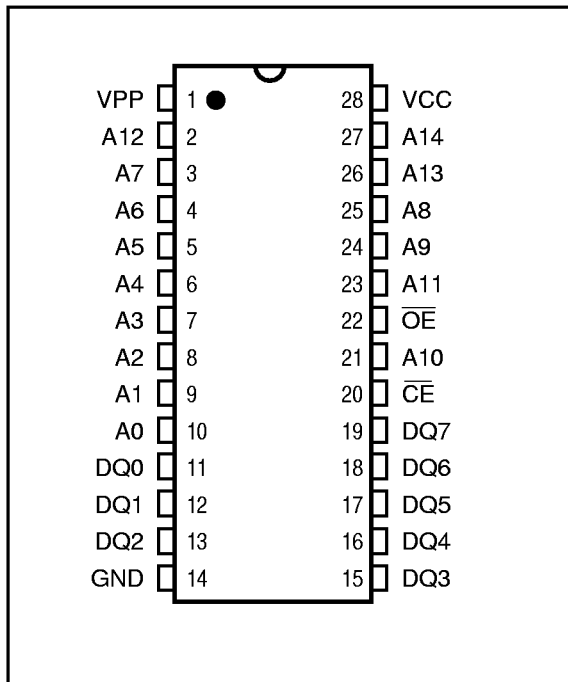 VPP 1 28 VCC
A12 2 27 A14
A7 3 26 A13
A6 4 25 A8
A5 5 24 A9
A4 6 23 A11
A3 7 22 O̅E̅
A2 8 21 A10
A1 9 20 C̅E̅
A0 10 19 DQ7
DQ0 11 18 DQ6
DQ1 12 17 DQ5
DQ2 13 16 DQ4
GND 14 15 DQ3